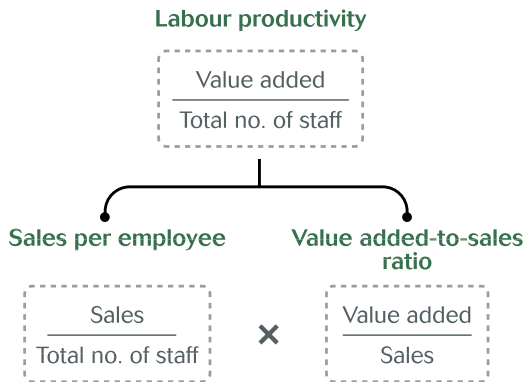 Labour productivity
Value added
Total no. of staff
Sales per employee
Value added-to-sales
ratio
Sales
Total no. of staff
×
Value added
Sales